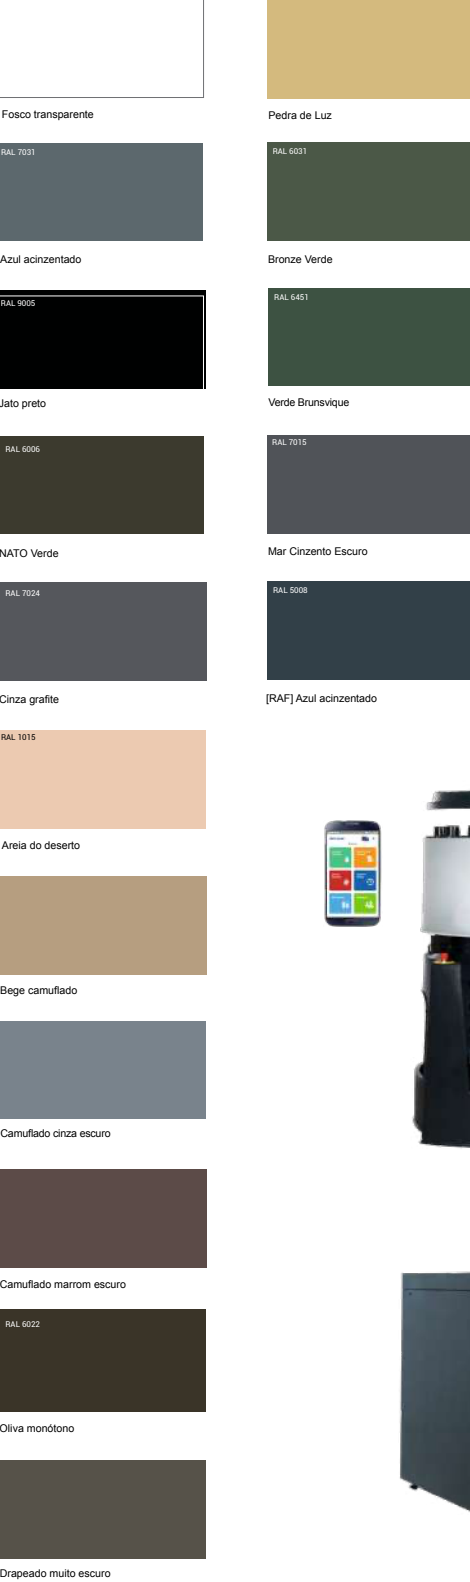 Fosco transparente
Pedra de Luz
RAL 7031
Azul acinzentado
RAL 6031
Bronze Verde
RAL 9005
Jato preto
RAL 6451
Verde Brunsvique
RAL 6006
NATO Verde
RAL 7015
Mar Cinzento Escuro
RAL 7024
Cinza grafite
RAL 5008
[RAF] Azul acinzentado
RAL 1015
Areia do deserto
Bege camuflado
Camuflado cinza escuro
Camuflado marrom escuro
RAL 6022
Oliva monótono
Drapeado muito escuro